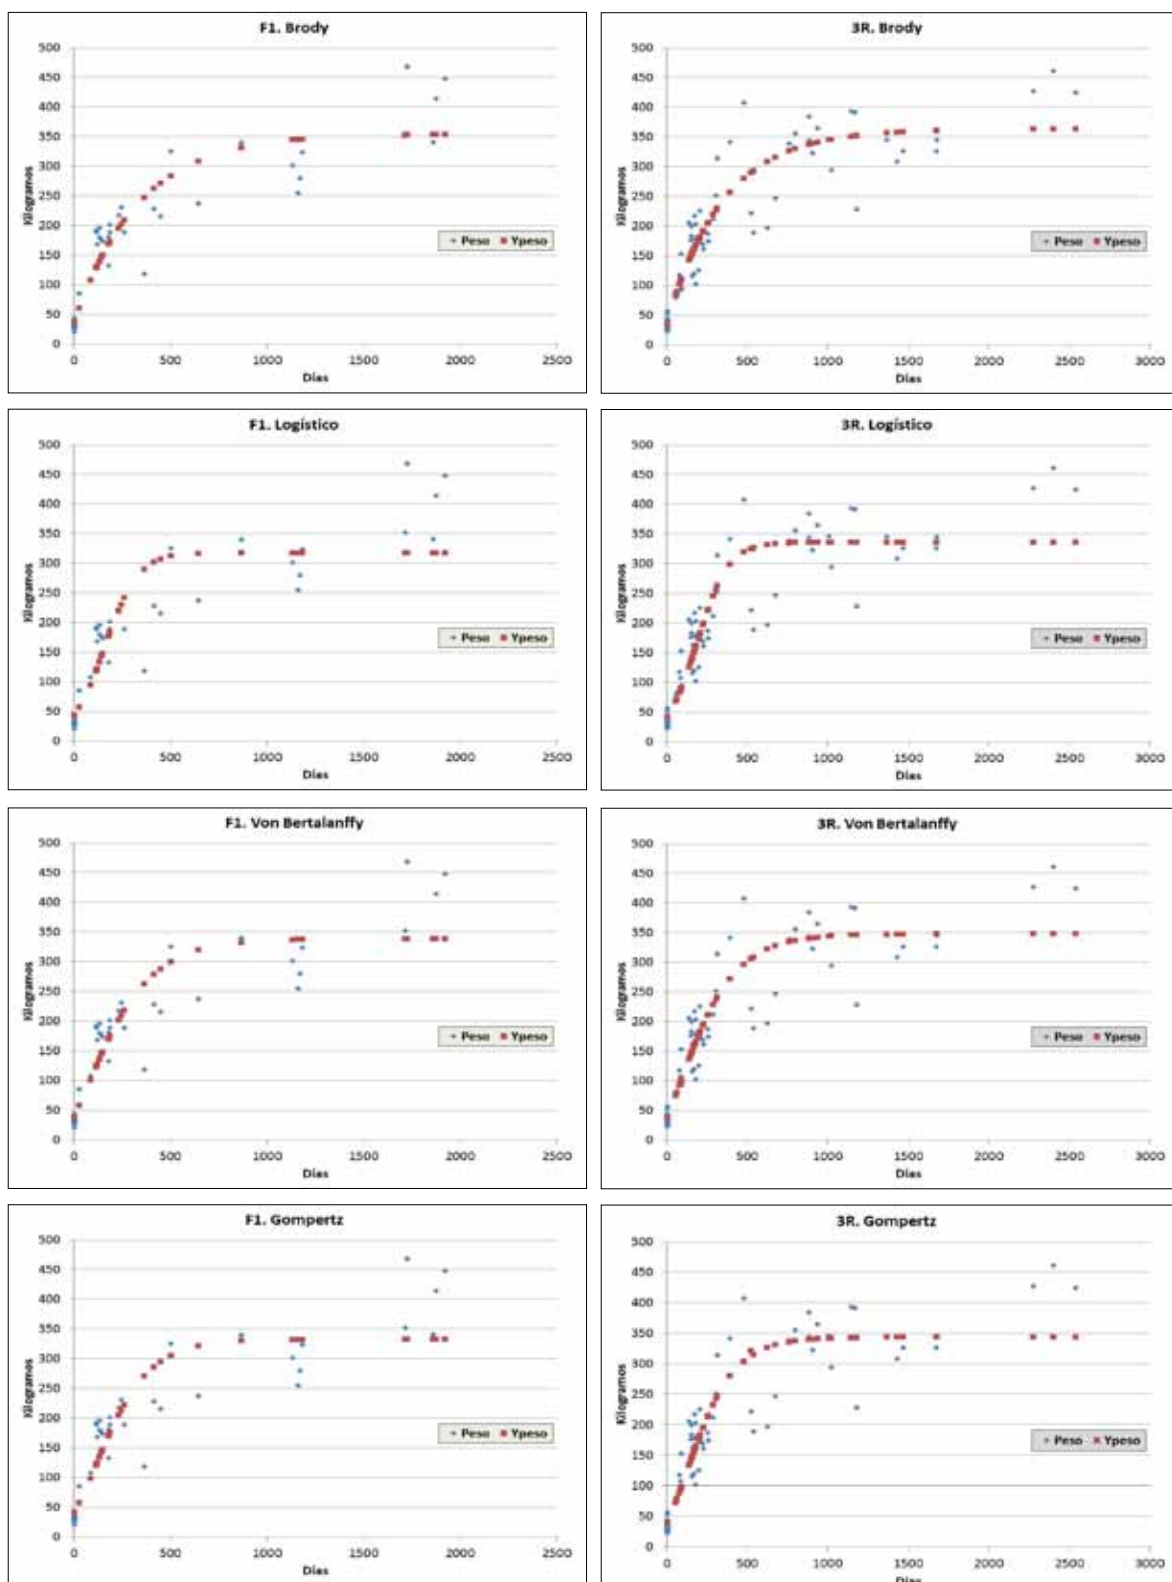 F1. Brody
500
450
400
350
300
250
200
150
100
50
0
Kilogramos
0 500 1000 1500 2000 2500
Días
Peso Ypeso
3R. Brody
500
450
400
350
300
250
200
150
100
50
0
Kilogramos
0 500 1000 1500 2000 2500 3000
Días
Peso Ypeso
F1. Logístico
500
450
400
350
300
250
200
150
100
50
0
Kilogramos
0 500 1000 1500 2000 2500
Días
Peso Ypeso
3R. Logístico
500
450
400
350
300
250
200
150
100
50
0
Kilogramos
0 500 1000 1500 2000 2500 3000
Días
Peso Ypeso
F1. Von Bertalanffy
500
450
400
350
300
250
200
150
100
50
0
Kilogramos
0 500 1000 1500 2000 2500
Días
Peso Ypeso
3R. Von Bertalanffy
500
450
400
350
300
250
200
150
100
50
0
Kilogramos
0 500 1000 1500 2000 2500 3000
Días
Peso Ypeso
F1. Gompertz
500
450
400
350
300
250
200
150
100
50
0
Kilogramos
0 500 1000 1500 2000 2500
Días
Peso Ypeso
3R. Gompertz
500
450
400
350
300
250
200
150
100
50
0
Kilogramos
0 500 1000 1500 2000 2500 3000
Días
Peso Ypeso